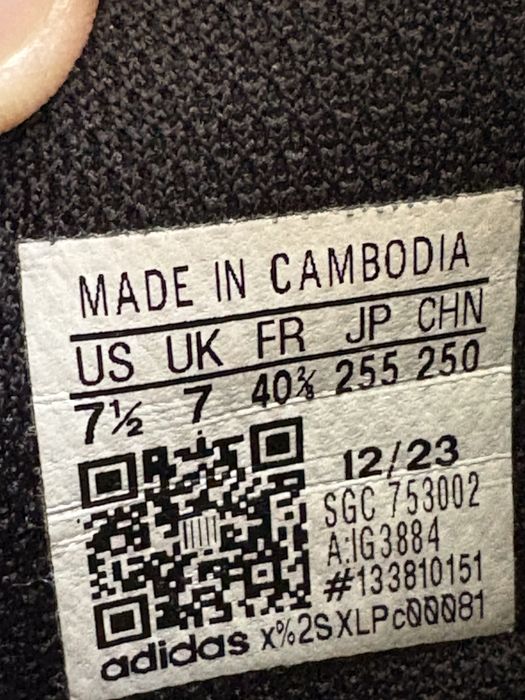 MADE IN CAMBODIA
US UK FR JP CHN
7½ 7 40⅔ 255 250
12/23
SGC 753002
A:IG3884
#133810151
adidas x%2SXLPc00081